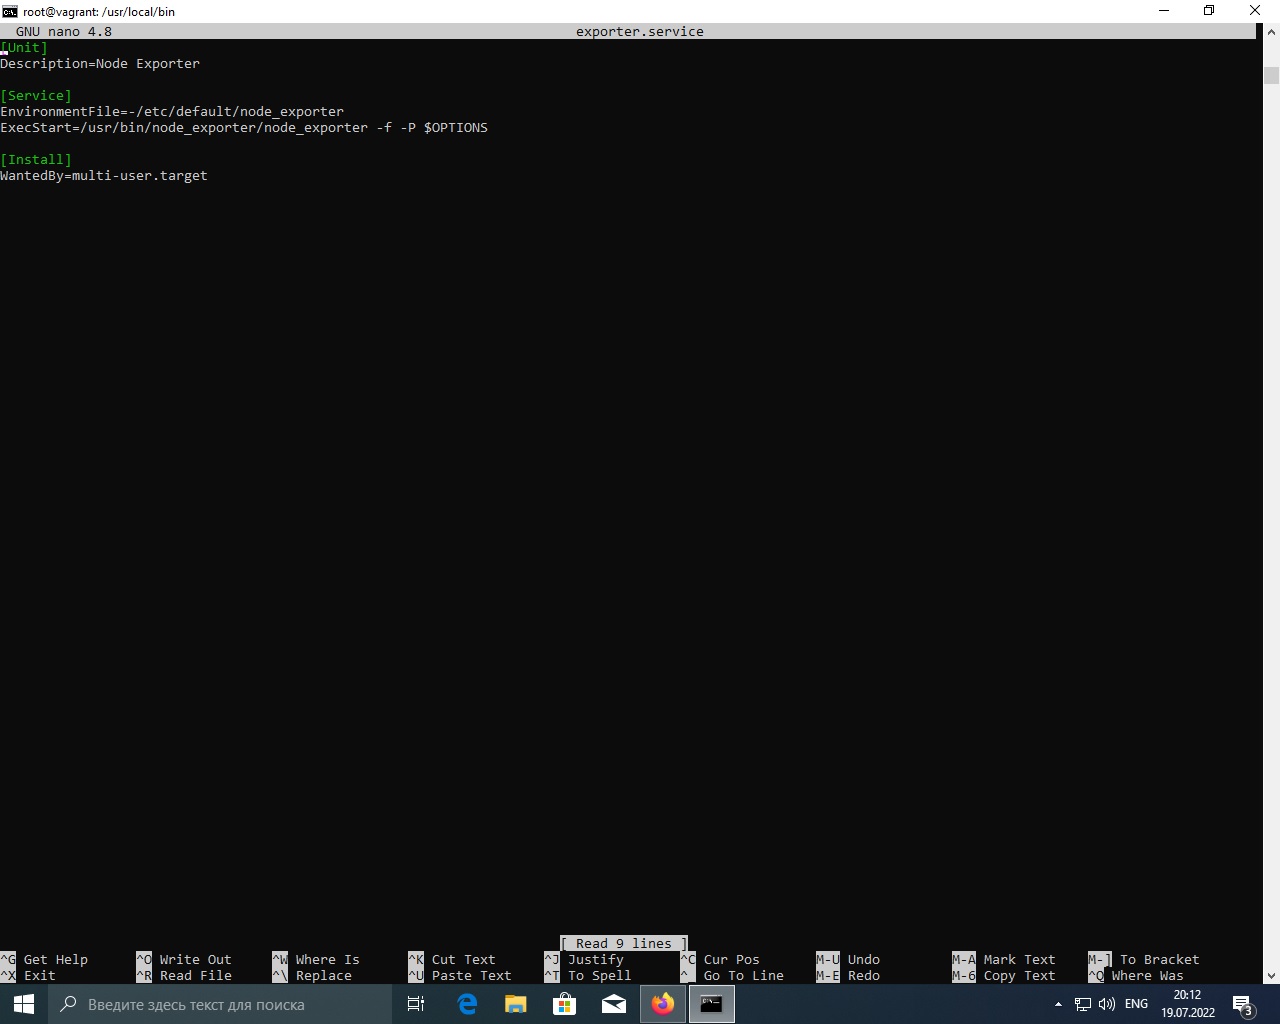 root@vagrant: /usr/local/bin
GNU nano 4.8 exporter.service
[Unit]
Description=Node Exporter
[Service]
EnvironmentFile=-/etc/default/node_exporter
ExecStart=/usr/bin/node_exporter/node_exporter -f -P $OPTIONS
[Install]
WantedBy=multi-user.target
[ Read 9 lines ]
^G Get Help ^O Write Out ^W Where Is ^K Cut Text ^J Justify ^C Cur Pos M-U Undo M-A Mark Text M-] To Bracket
^X Exit ^R Read File ^\ Replace ^U Paste Text ^T To Spell ^_ Go To Line M-E Redo M-6 Copy Text ^Q Where Was
Введите здесь текст для поиска
ENG
20:12
19.07.2022
3